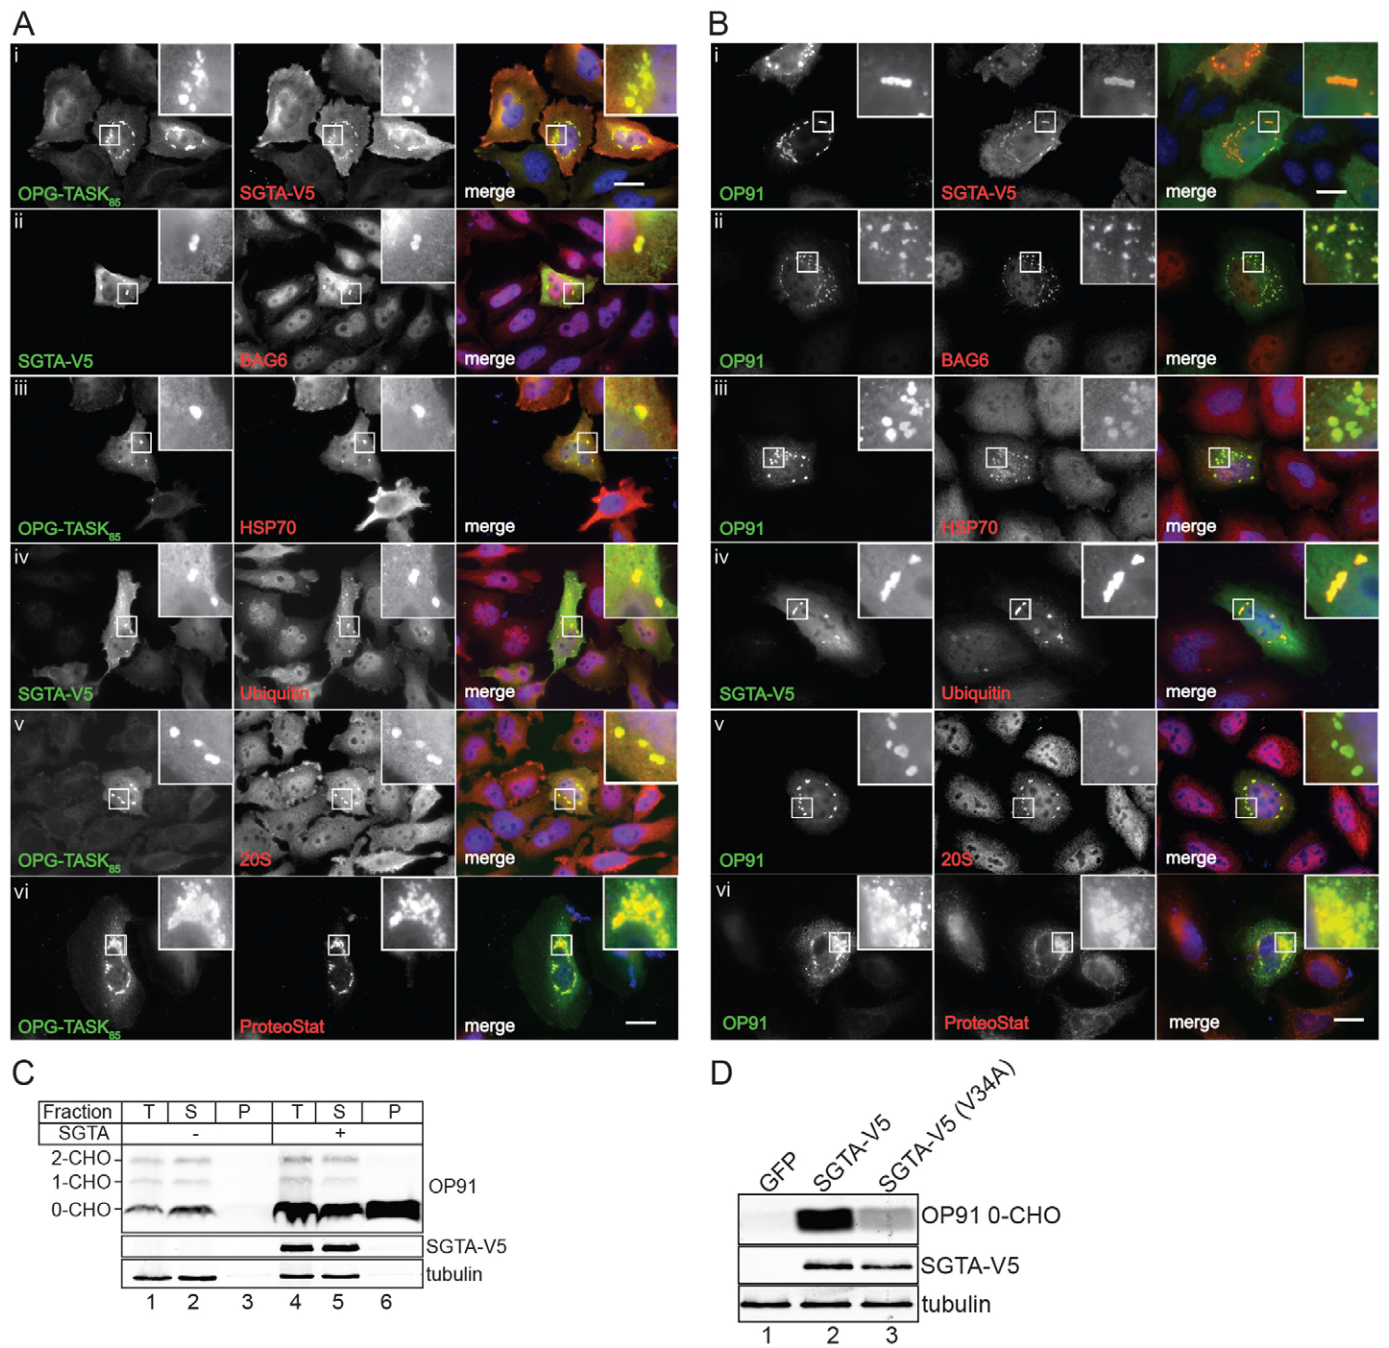 A
B
i
OPG-TASK85
SGTA-V5
merge
i
OP91
SGTA-V5
merge
ii
SGTA-V5
BAG6
merge
ii
OP91
BAG6
merge
iii
OPG-TASK85
HSP70
merge
iii
OP91
HSP70
merge
iv
SGTA-V5
Ubiquitin
merge
iv
SGTA-V5
Ubiquitin
merge
v
OPG-TASK85
20S
merge
v
OP91
20S
merge
vi
OPG-TASK85
ProteoStat
merge
vi
OP91
ProteoStat
merge
C
Fraction T S P T S P
SGTA - +
2-CHO
1-CHO
0-CHO
OP91
SGTA-V5
tubulin
1 2 3 4 5 6
D
GFP
SGTA-V5
SGTA-V5 (V34A)
OP91 0-CHO
SGTA-V5
tubulin
1 2 3